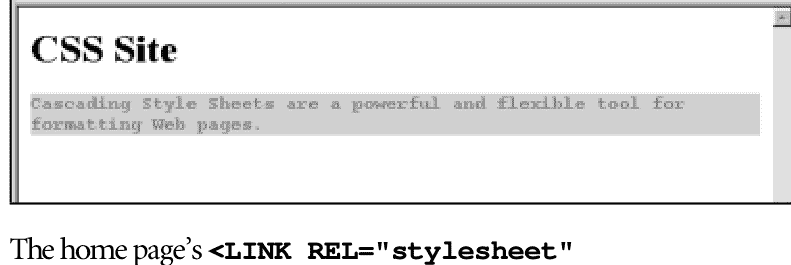 CSS Site
Cascading Style Sheets are a powerful and flexible tool for
formatting Web pages.
The home page's <LINK REL="stylesheet"